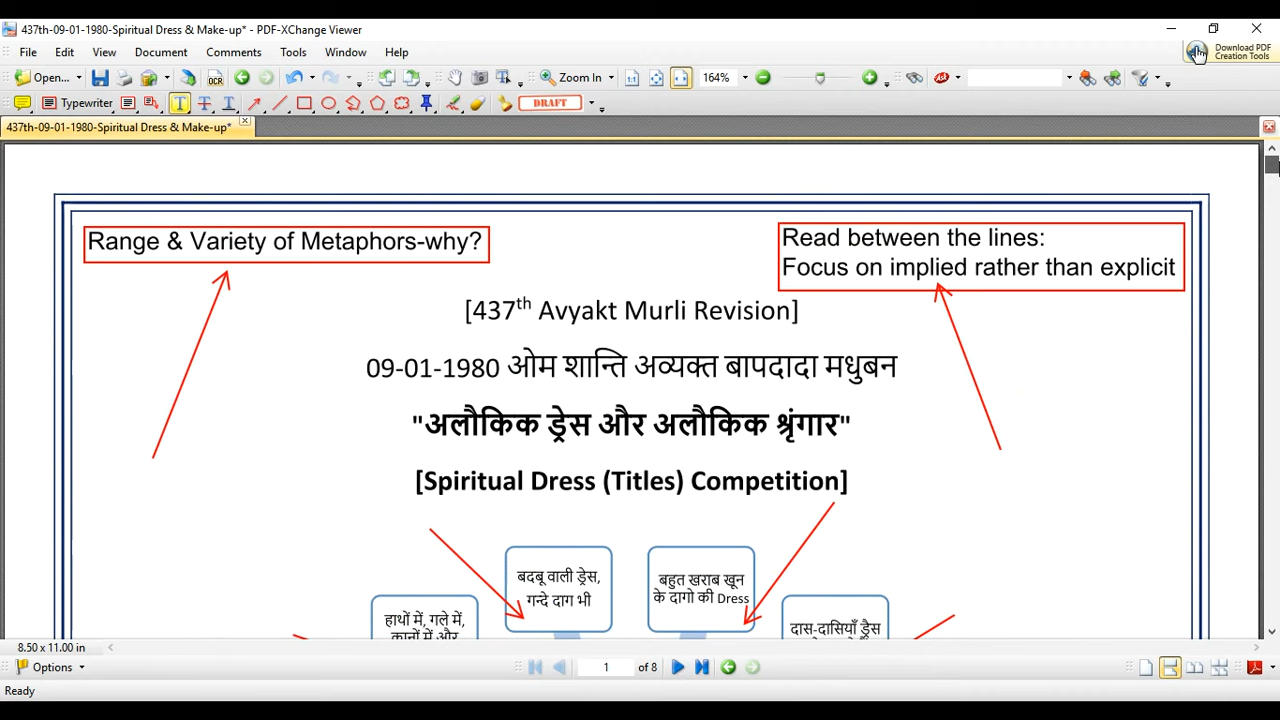 437th-09-01-1980-Spiritual Dress & Make-up* - PDF-XChange Viewer
File Edit View Document Comments Tools Window Help
Download PDF
Creation Tools
Open... OCR Zoom In 164%
Typewriter DRAFT
437th-09-01-1980-Spiritual Dress & Make-up*
Range & Variety of Metaphors-why?
Read between the lines:
Focus on implied rather than explicit
[437th Avyakt Murli Revision]
09-01-1980 ओम शान्ति अव्यक्त बापदादा मधुबन
"अलौकिक ड्रेस और अलौकिक श्रृंगार"
[Spiritual Dress (Titles) Competition]
बदबू वाली ड्रेस,
गन्दे दाग भी
बहुत खराब खून
के दागो की Dress
हाथों में, गले में,
कानों में और
दास-दासियाँ ड्रैस
8.50 x 11.00 in
Options 1 of 8
Ready